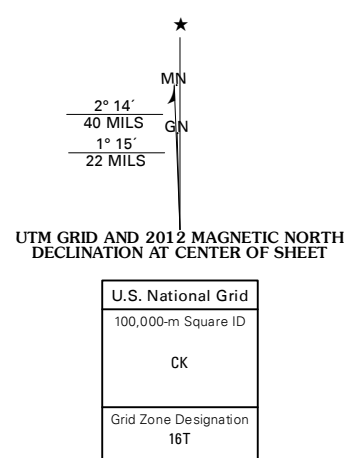 ★
MN
2° 14´
40 MILS
GN
1° 15´
22 MILS
UTM GRID AND 2012 MAGNETIC NORTH
DECLINATION AT CENTER OF SHEET
U.S. National Grid
100,000-m Square ID
CK
Grid Zone Designation
16T